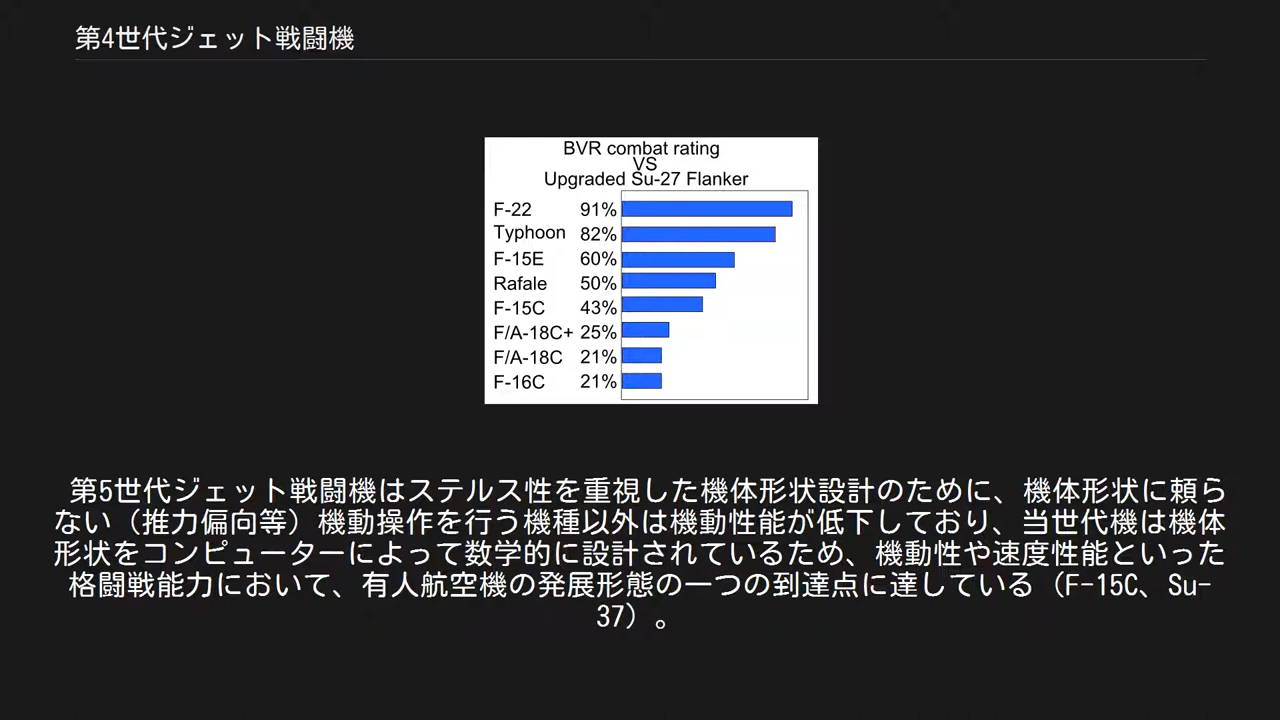 第4世代ジェット戦闘機
BVR combat rating
VS
Upgraded Su-27 Flanker
F-22 91%
Typhoon 82%
F-15E 60%
Rafale 50%
F-15C 43%
F/A-18C+ 25%
F/A-18C 21%
F-16C 21%
第5世代ジェット戦闘機はステルス性を重視した機体形状設計のために、機体形状に頼ら
ない（推力偏向等）機動操作を行う機種以外は機動性能が低下しており、当世代機は機体
形状をコンピューターによって数学的に設計されているため、機動性や速度性能といった
格闘戦能力において、有人航空機の発展形態の一つの到達点に達している（F-15C、Su-
37）。